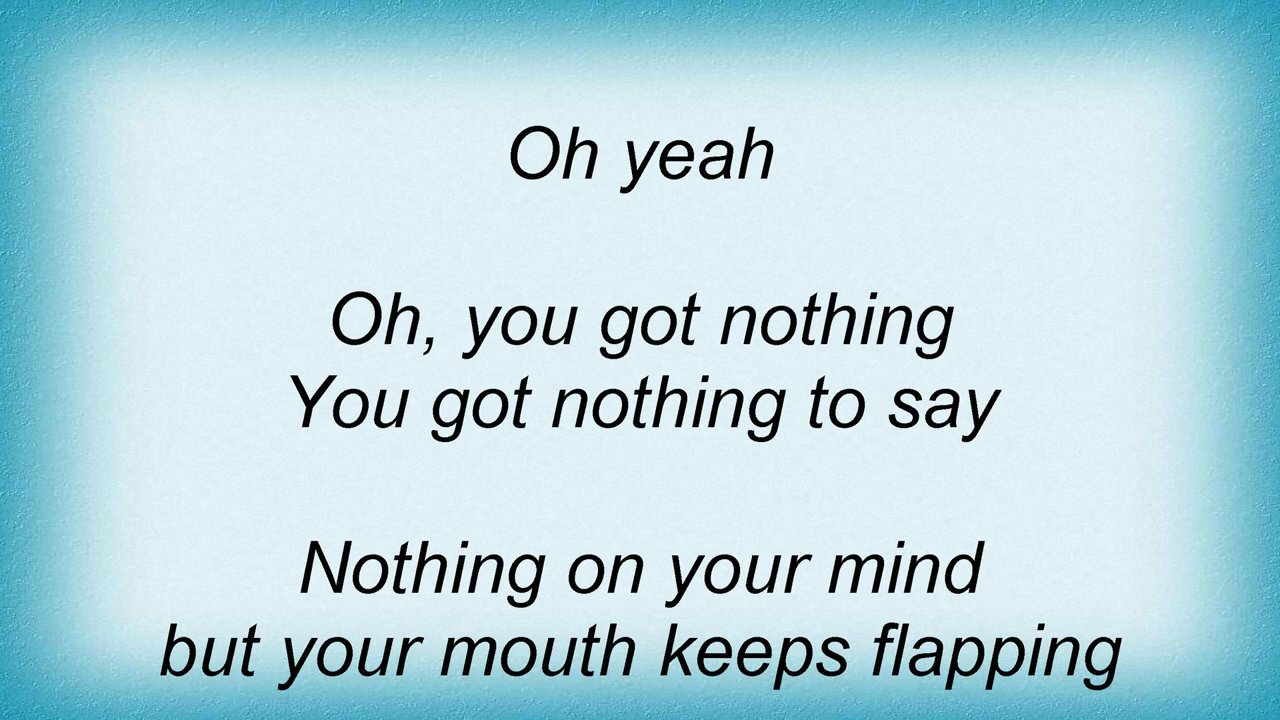 Oh yeah
Oh, you got nothing
You got nothing to say
Nothing on your mind
but your mouth keeps flapping